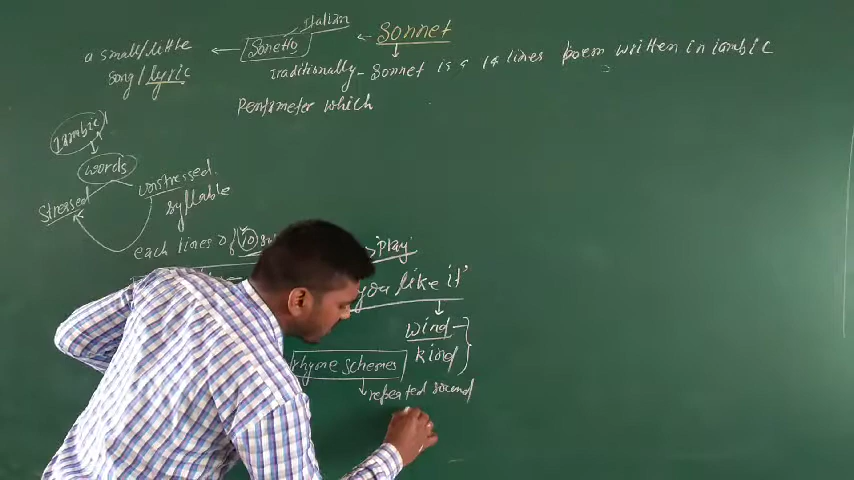 Italian
Sonnet
Sonetto
a small/little
song/lyric
Traditionally - Sonnet is a 14 lines poem written in iambic
Pentameter which
Iambic
words
Stressed
unstressed
syllable
each lines of 10
'Play'
you like it'
wind
kind
rhyme schemes
repeated sound